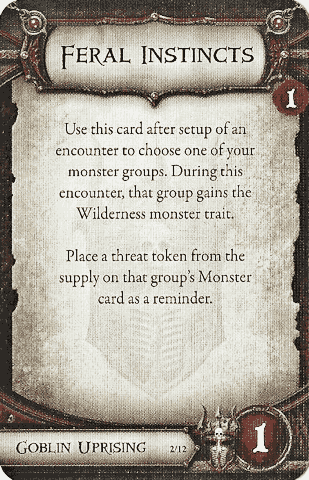 Feral Instincts
1
Use this card after setup of an
encounter to choose one of your
monster groups. During this
encounter, that group gains the
Wilderness monster trait.
Place a threat token from the
supply on that group's Monster
card as a reminder.
Goblin Uprising 2/12 1